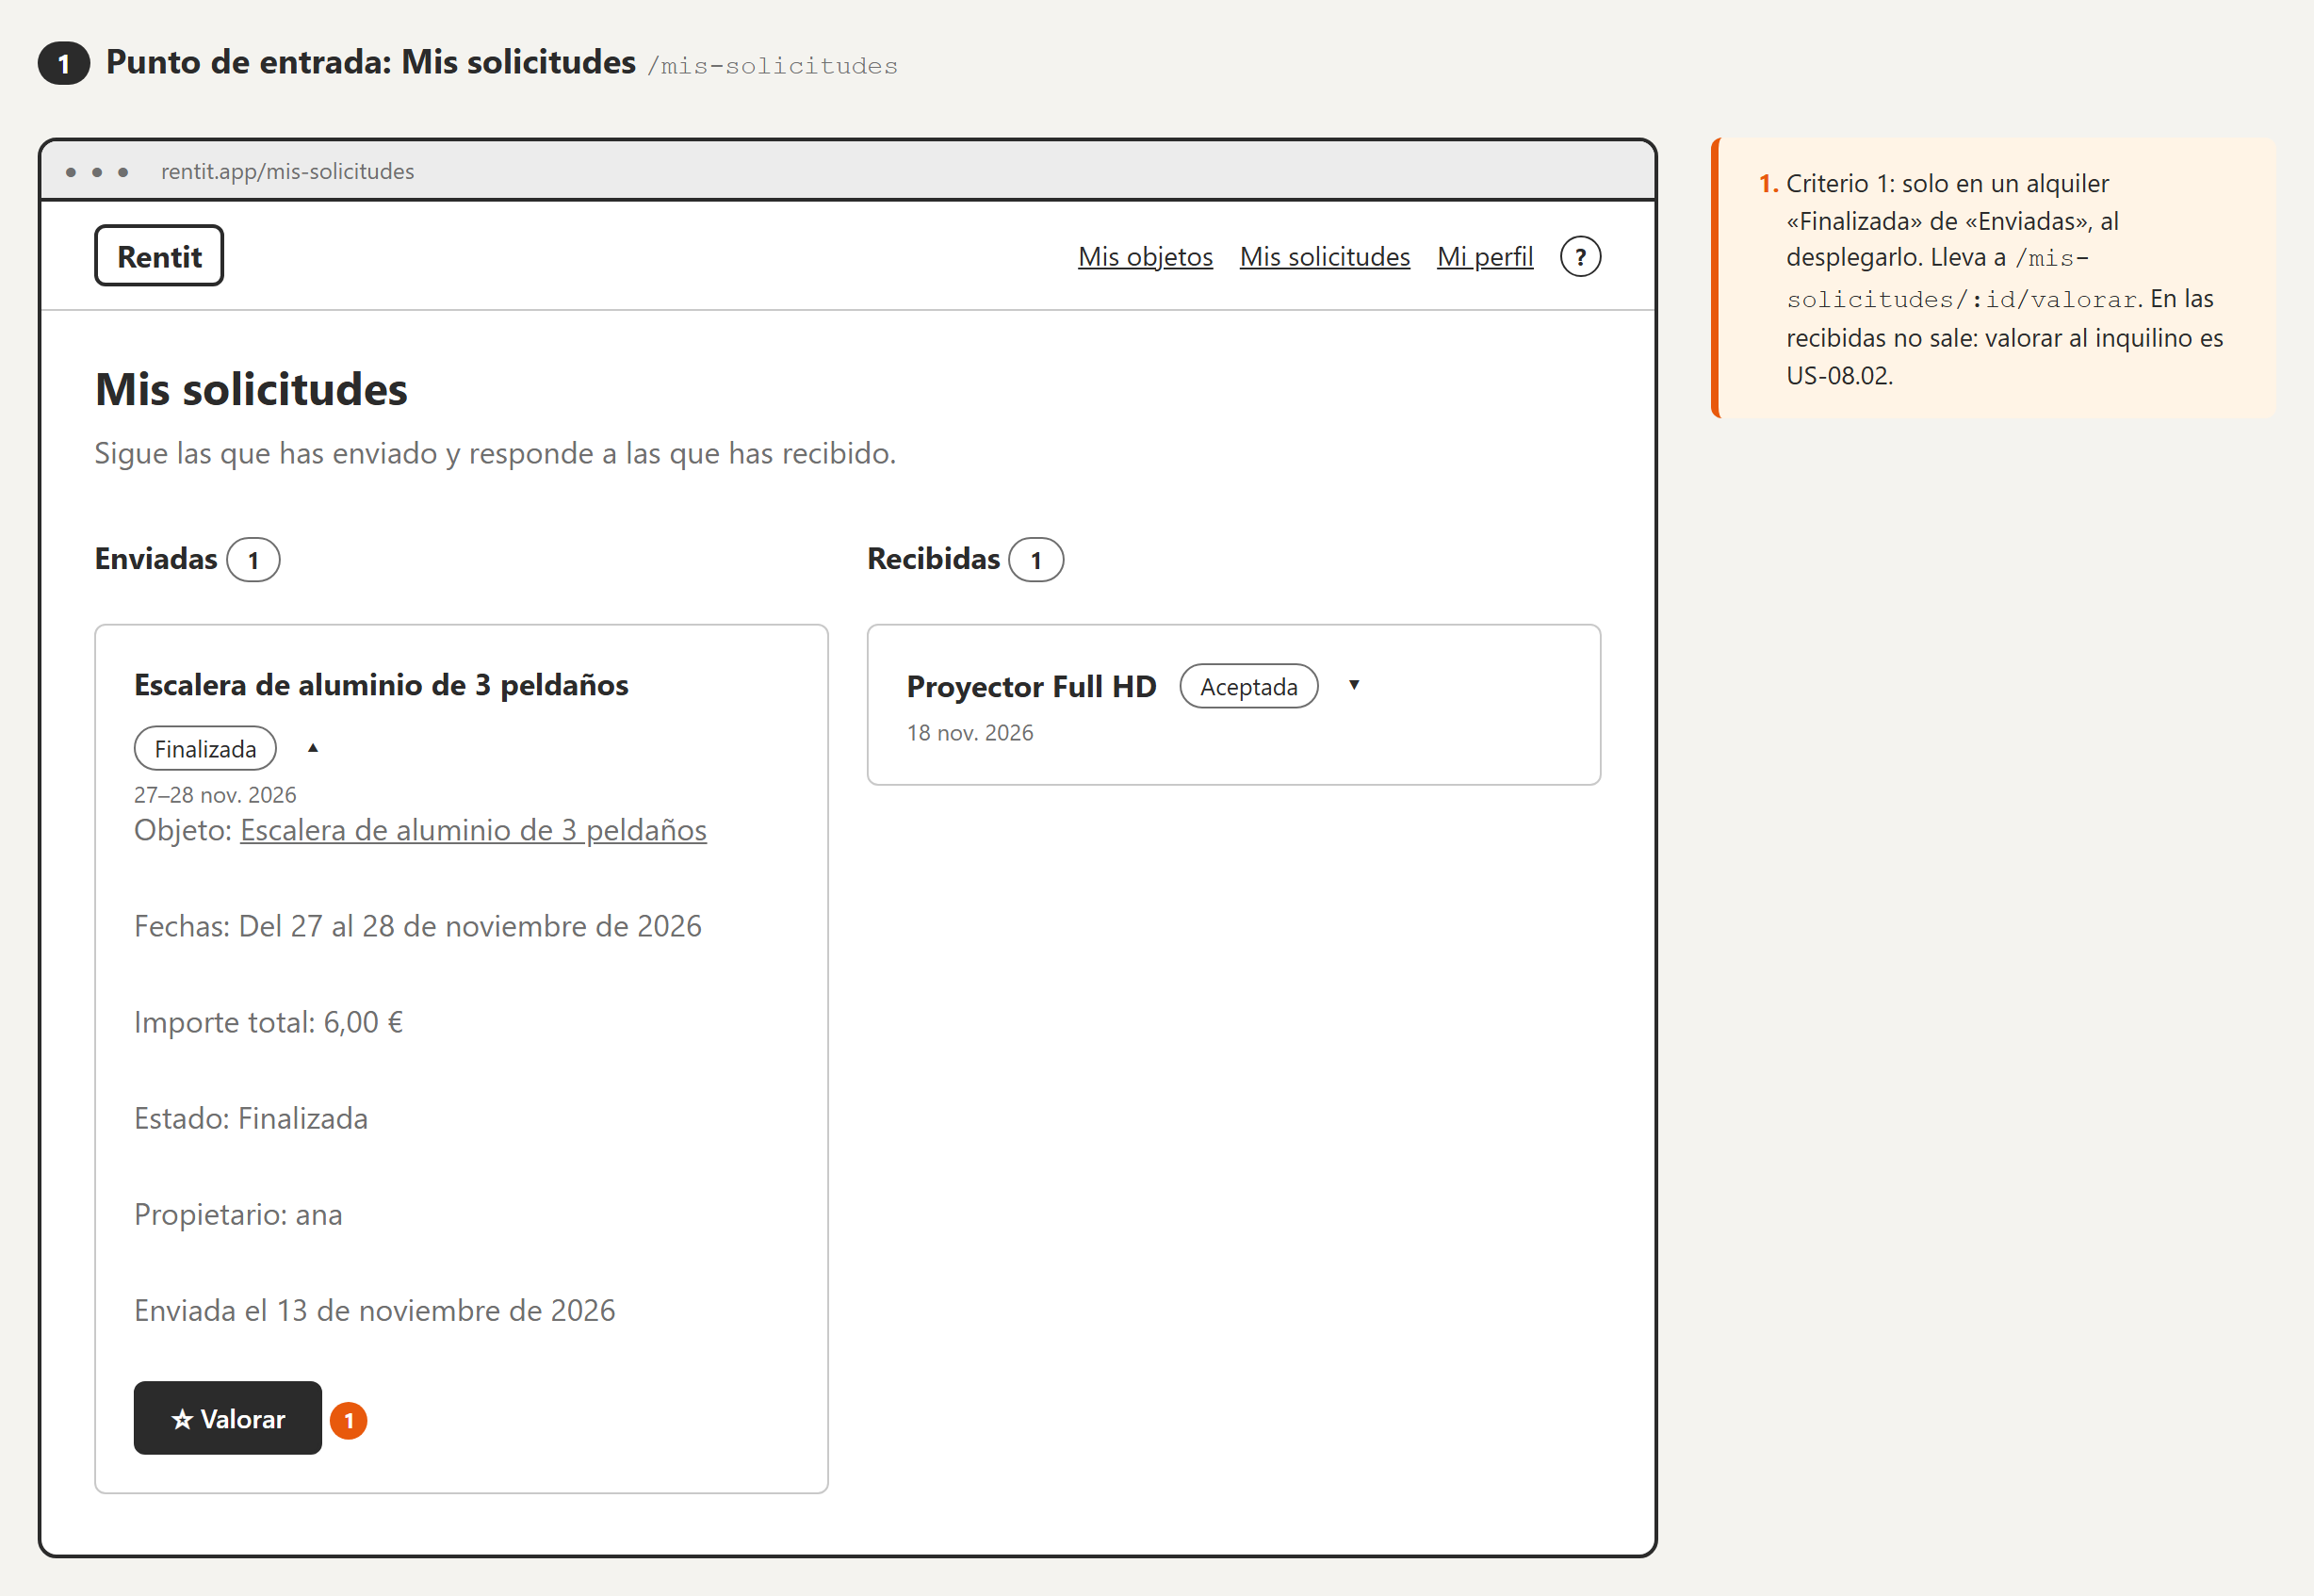 1 Punto de entrada: Mis solicitudes /mis-solicitudes
rentit.app/mis-solicitudes
Rentit
Mis objetos Mis solicitudes Mi perfil ?
Mis solicitudes
Sigue las que has enviado y responde a las que has recibido.
Enviadas 1
Escalera de aluminio de 3 peldaños
Finalizada ▲
27–28 nov. 2026
Objeto: Escalera de aluminio de 3 peldaños
Fechas: Del 27 al 28 de noviembre de 2026
Importe total: 6,00 €
Estado: Finalizada
Propietario: ana
Enviada el 13 de noviembre de 2026
☆ Valorar 1
Recibidas 1
Proyector Full HD Aceptada ▼
18 nov. 2026
1. Criterio 1: solo en un alquiler
«Finalizada» de «Enviadas», al
desplegarlo. Lleva a /mis-
solicitudes/:id/valorar. En las
recibidas no sale: valorar al inquilino es
US-08.02.